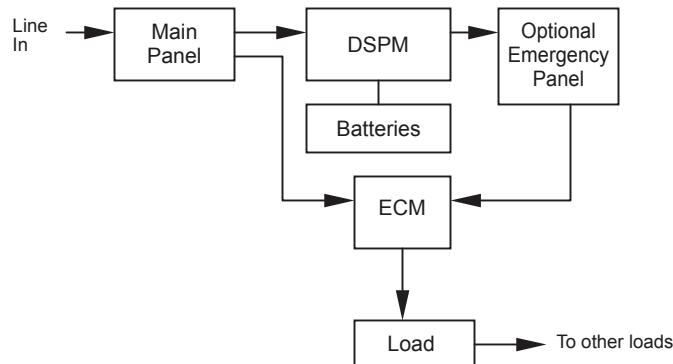 Line
In
Main
Panel
DSPM
Optional
Emergency
Panel
Batteries
ECM
Load
To other loads